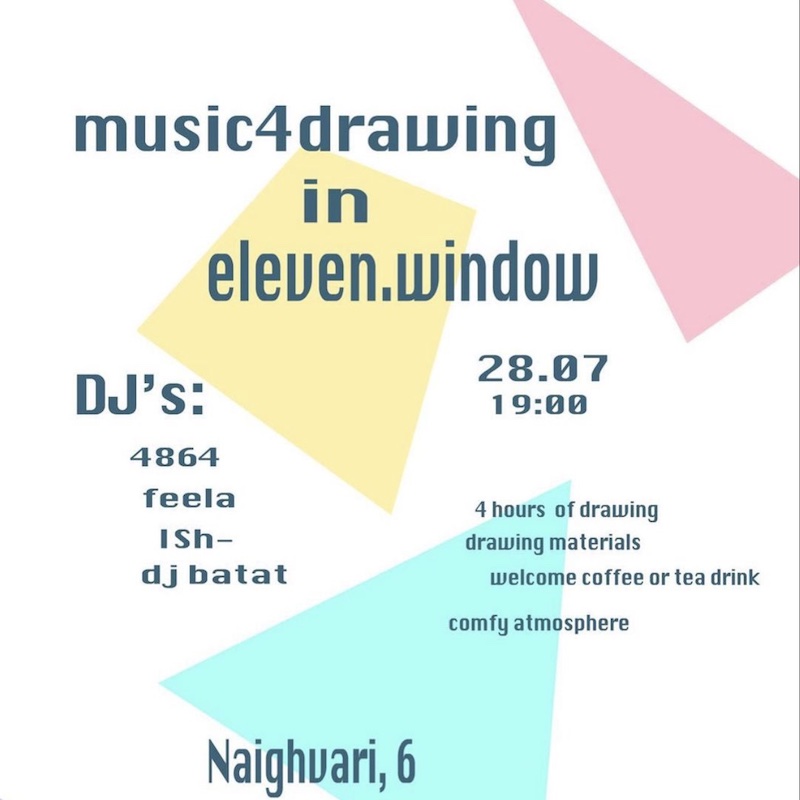 music4drawing
in
eleven.window
DJ's:
4864
feela
ISh-
dj batat
28.07
19:00
4 hours of drawing
drawing materials
welcome coffee or tea drink
comfy atmosphere
Naighvari, 6